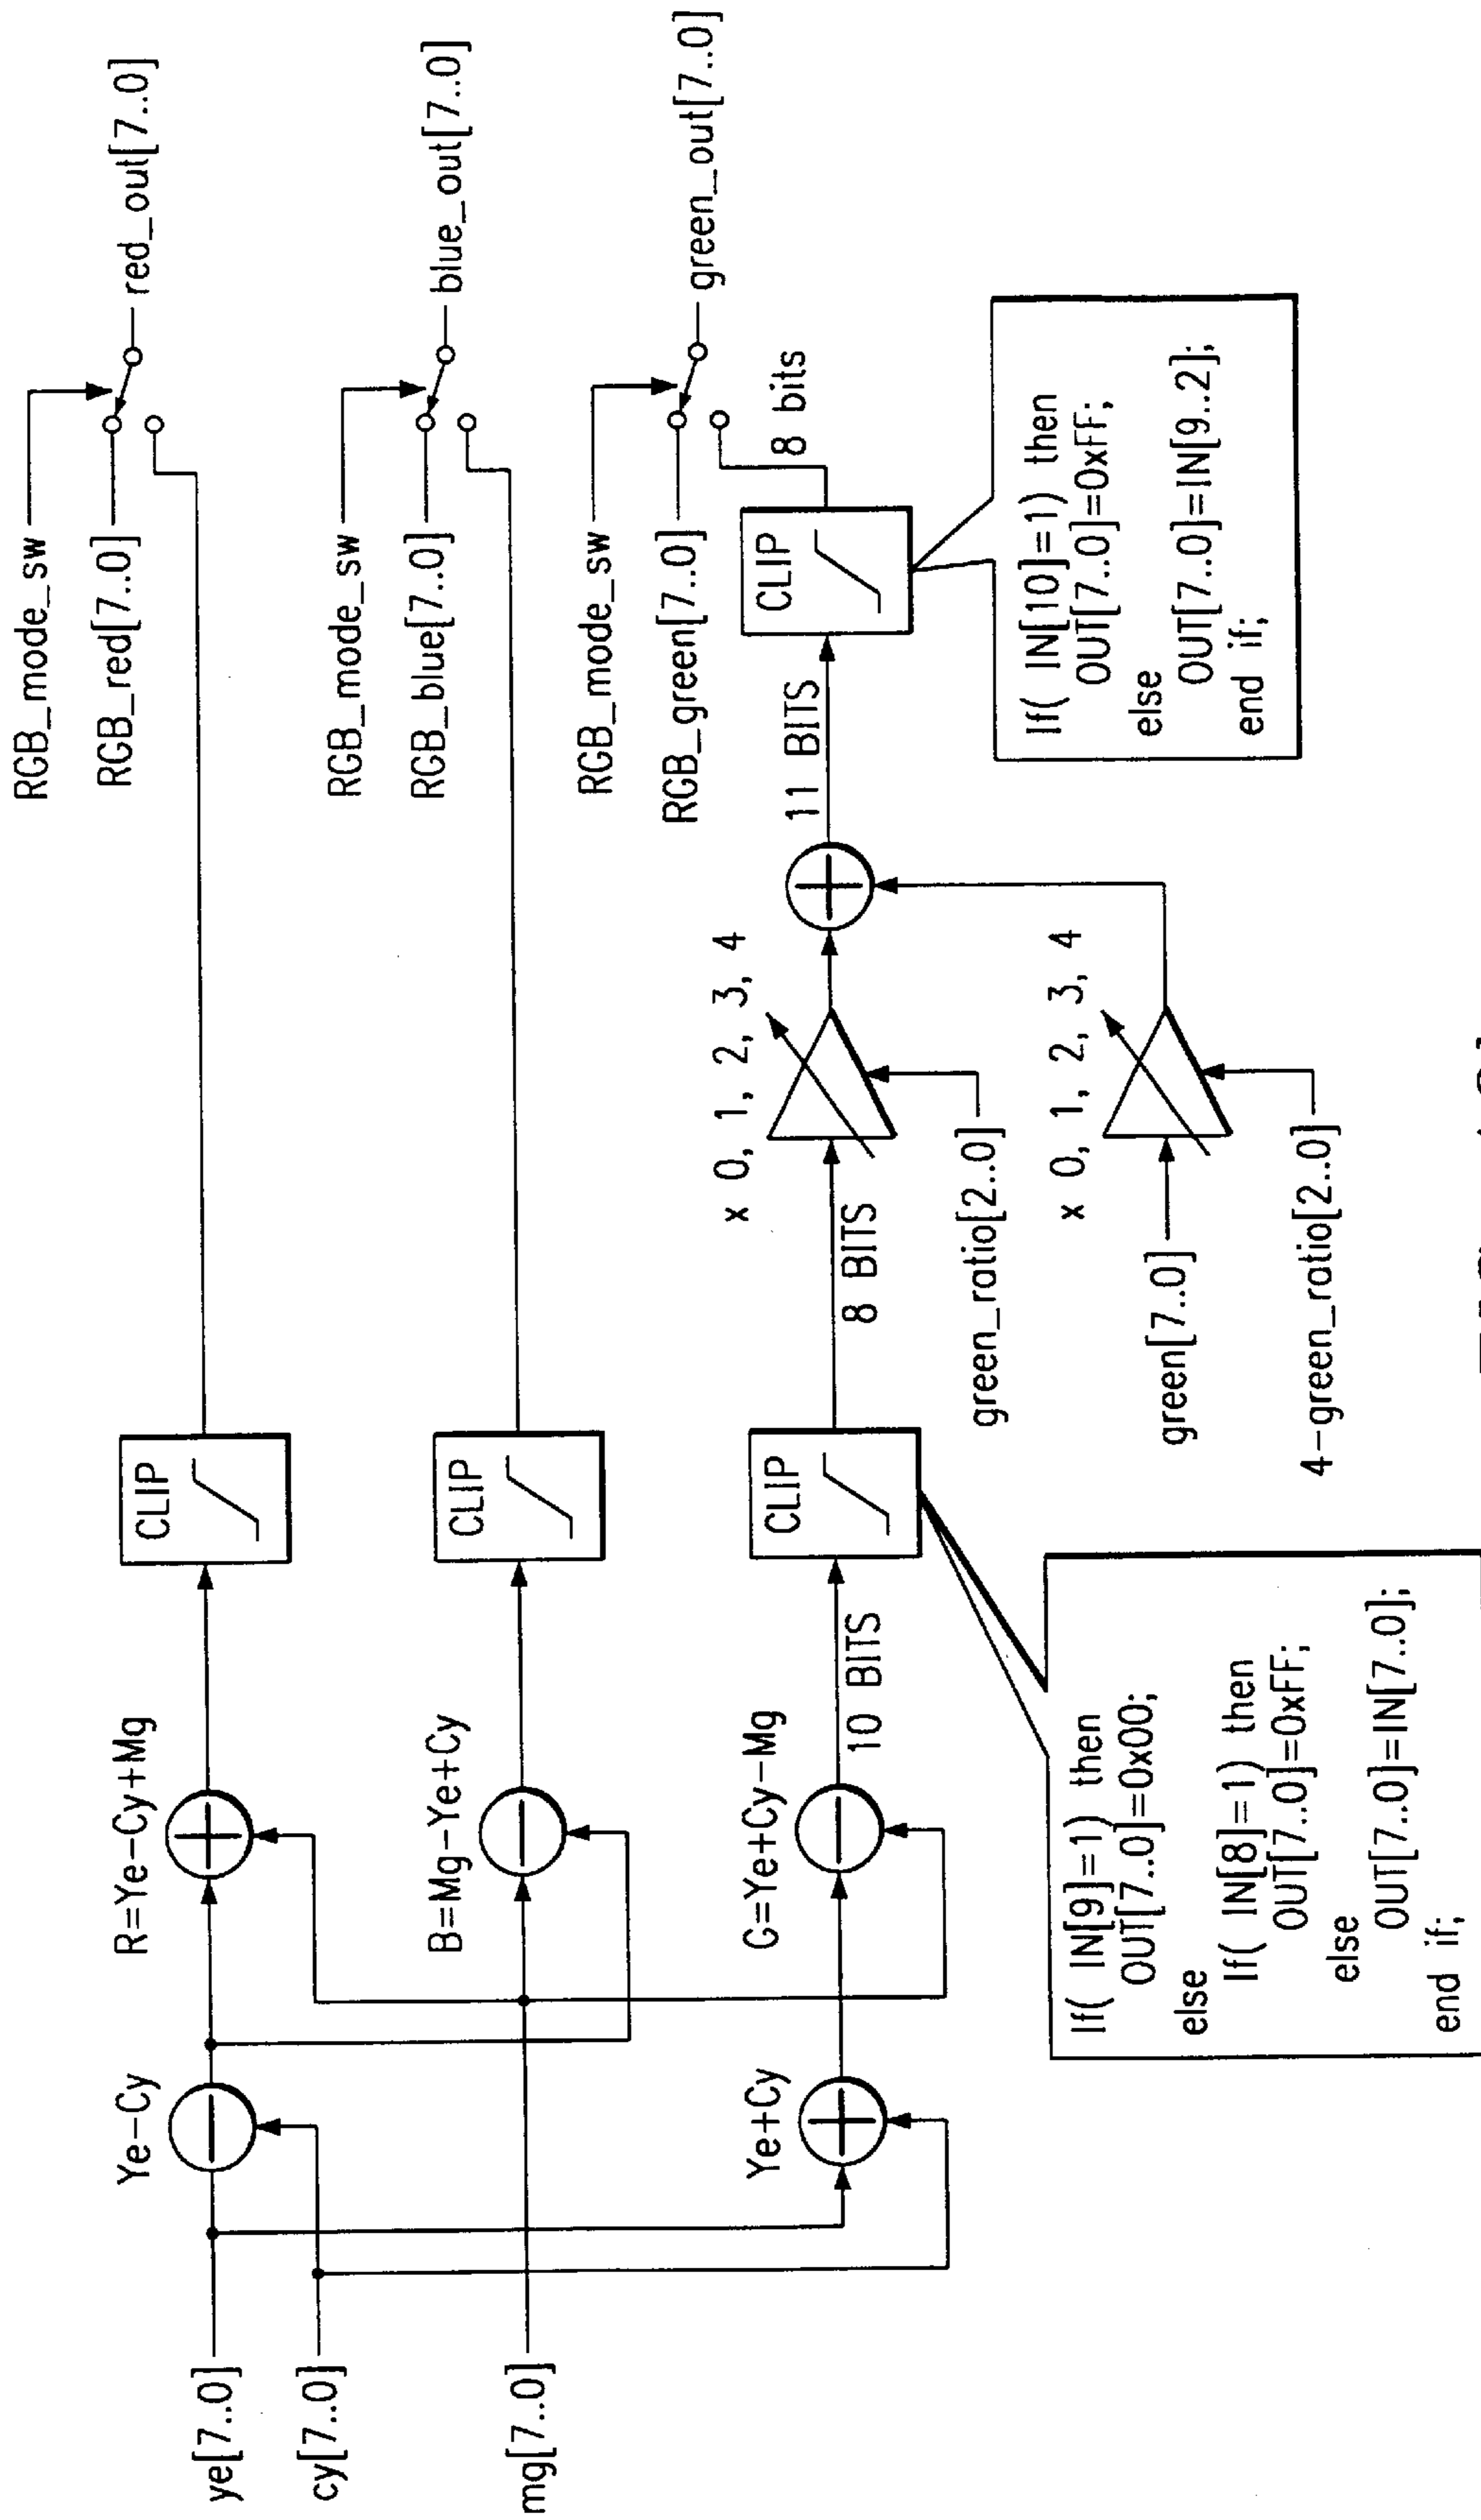 RGB_mode_sw
RGB_red[7..0]
red_out[7..0]
R=Ye-Cy+Mg
CLIP
Ye-Cy
ye[7..0]
cy[7..0]
RGB_mode_sw
RGB_blue[7..0]
blue_out[7..0]
B=Mg-Ye+Cy
CLIP
mg[7..0]
RGB_mode_sw
RGB_green[7..0]
green_out[7..0]
Ye+Cy
G=Ye+Cy-Mg
10 BITS
CLIP
8 BITS
x 0, 1, 2, 3, 4
11 BITS
CLIP
8 bits
green_ratio[2..0]
x 0, 1, 2, 3, 4
green[7..0]
4-green_ratio[2..0]
If( IN[9]=1) then
OUT[7..0]=0x00;
else
If( IN[8]=1) then
OUT[7..0]=0xFF;
else
OUT[7..0]=IN[7..0];
end if;
If( IN[10]=1) then
OUT[7..0]=0xFF;
else
OUT[7..0]=IN[9..2];
end if;